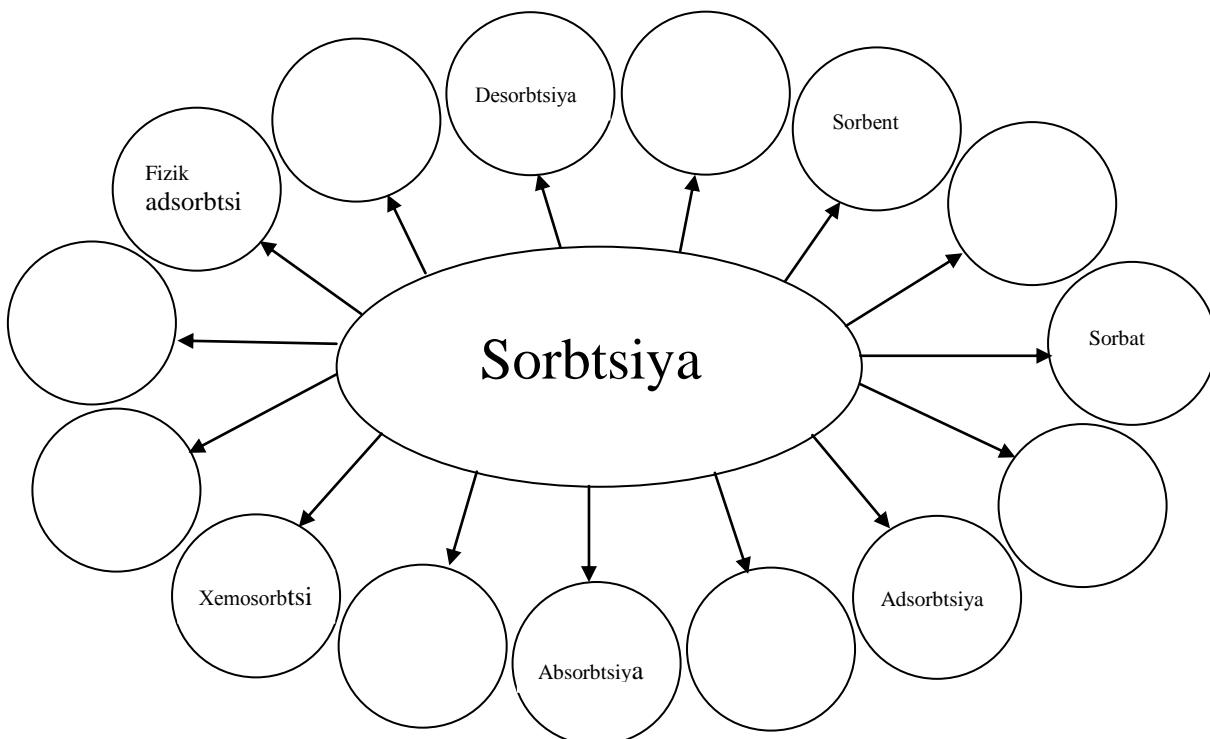 Desorbtsiya
Sorbent
Fizik
adsorbtsi
Sorbtsiya
Sorbat
Xemosorbtsi
Adsorbtsiya
Absorbtsiya